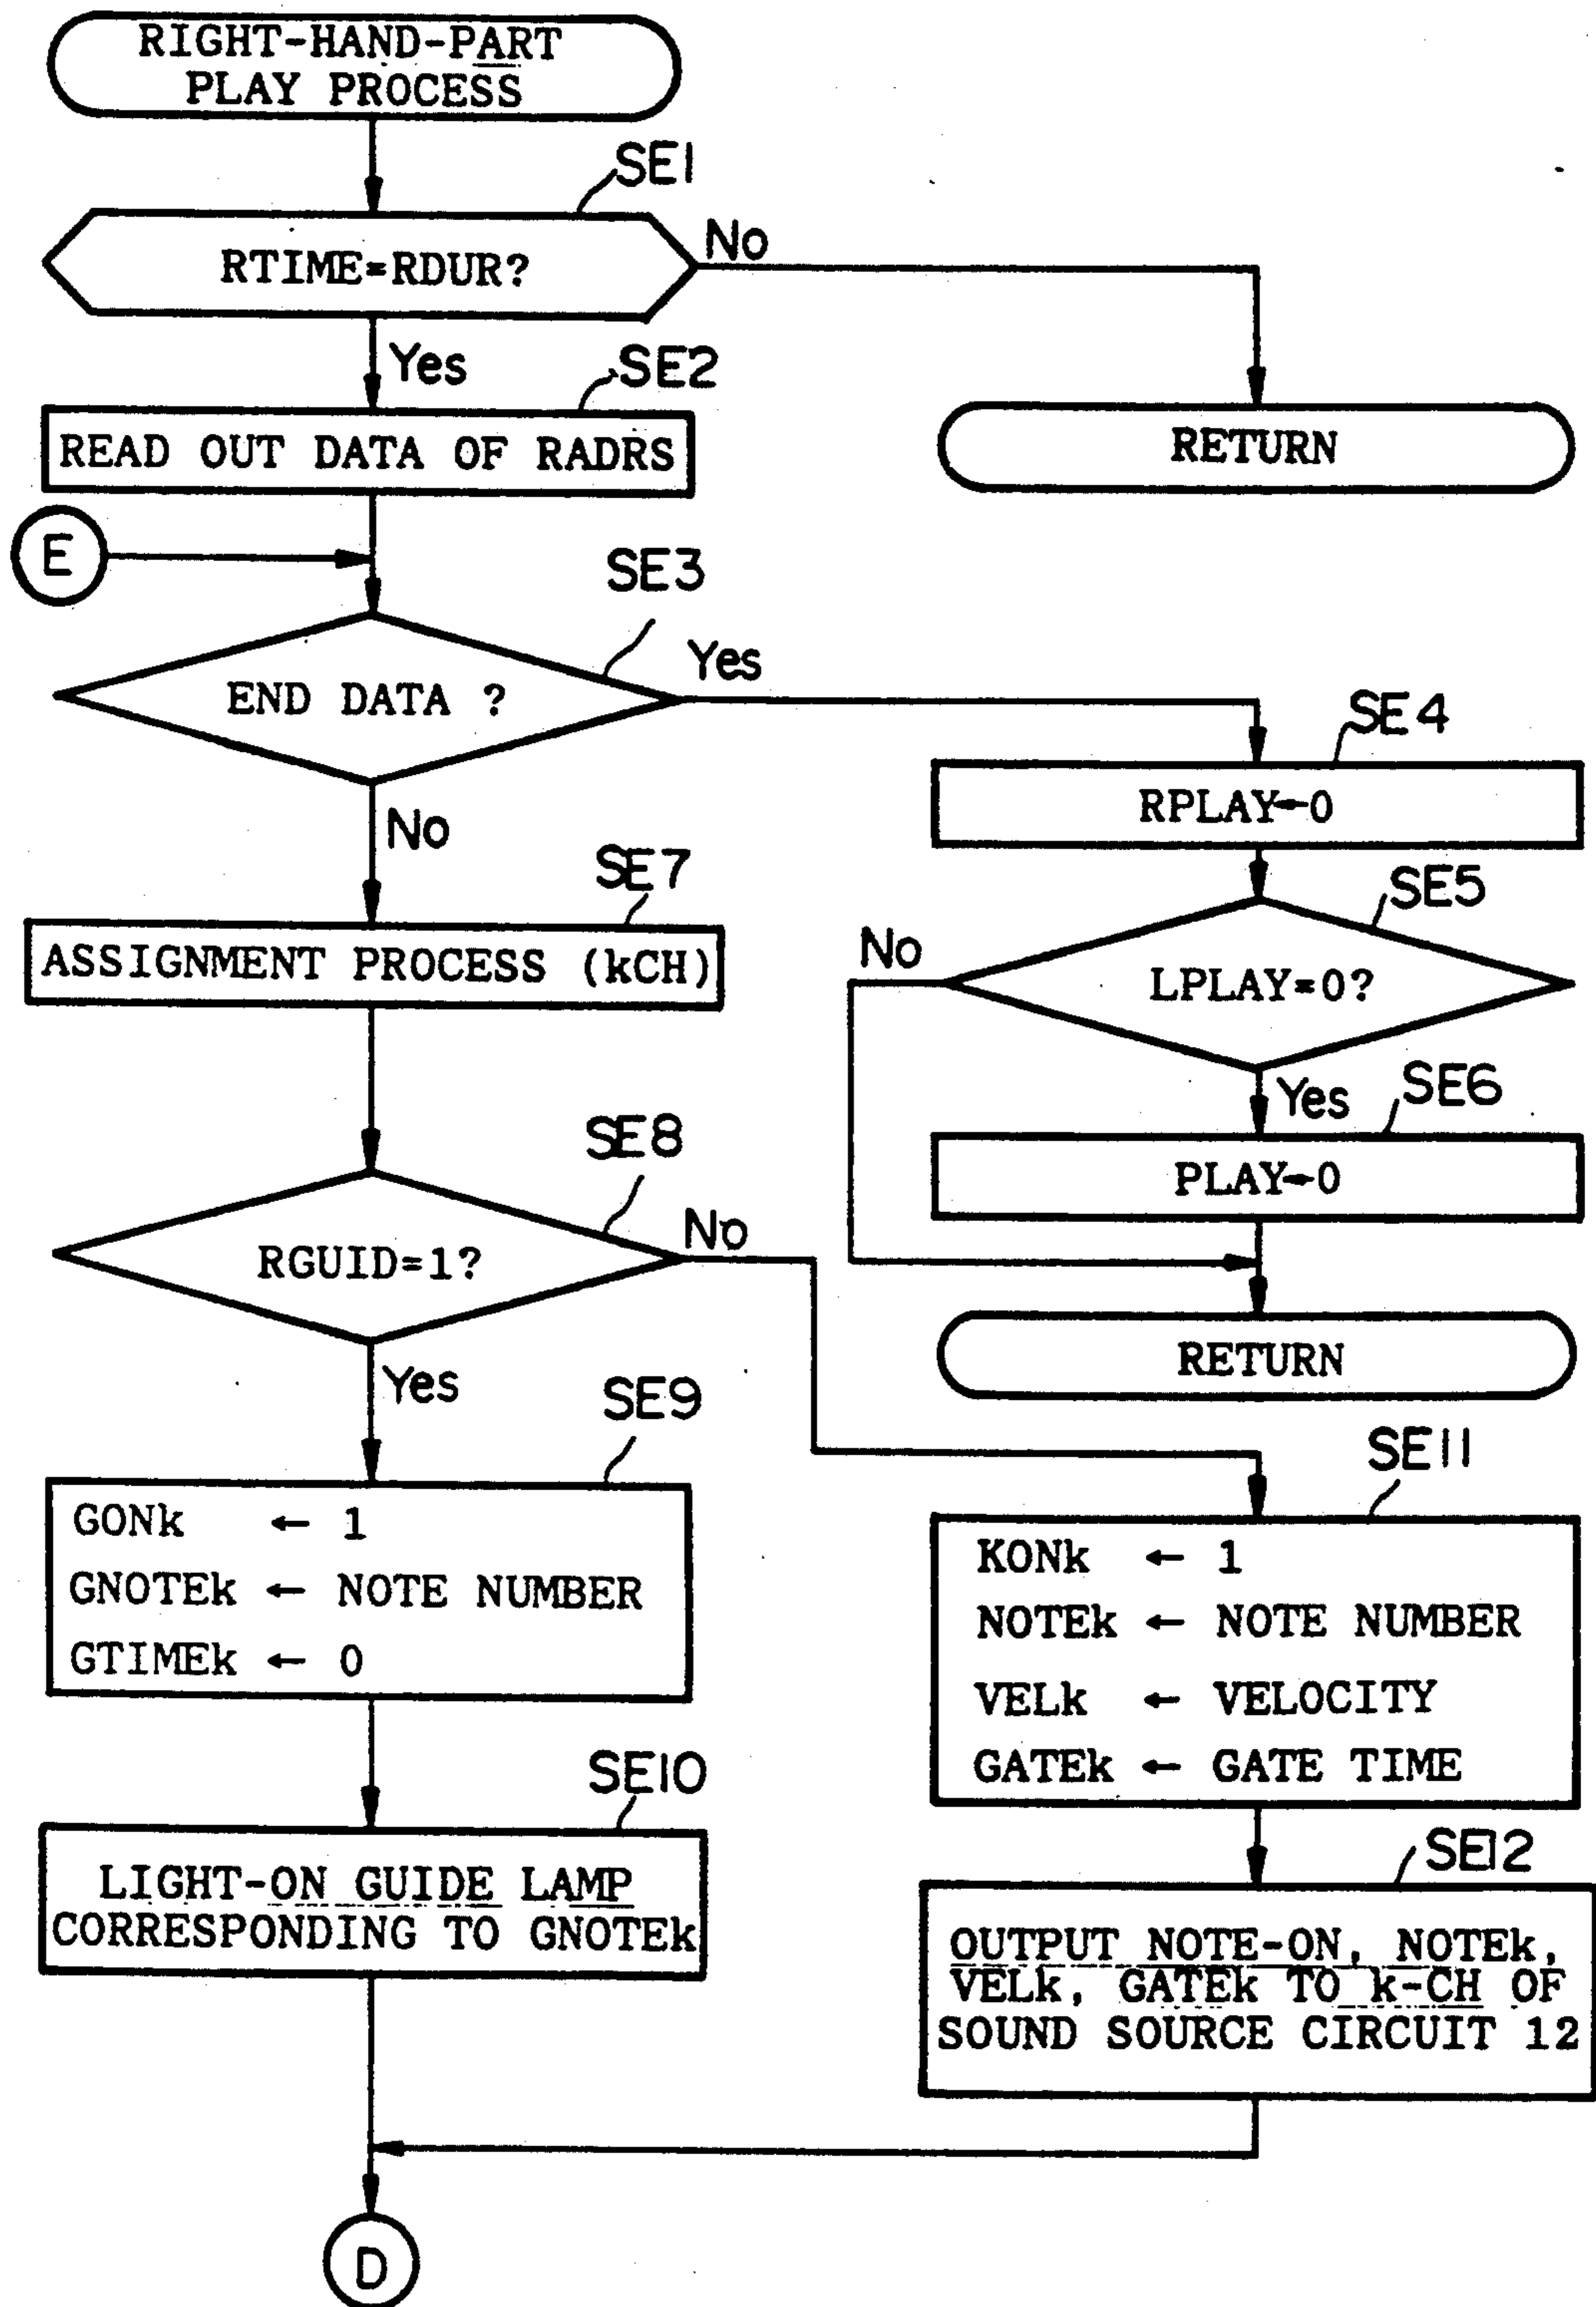 RIGHT-HAND-PART
PLAY PROCESS
SE1
RTIME=RDUR?
No
Yes
SE2
READ OUT DATA OF RADRS
RETURN
E
SE3
END DATA ?
Yes
No
SE4
RPLAY←0
SE5
LPLAY=0?
No
Yes
SE6
PLAY←0
RETURN
SE7
ASSIGNMENT PROCESS (kCH)
SE8
RGUID=1?
No
Yes
SE9
GONk ← 1
GNOTEk ← NOTE NUMBER
GTIMEk ← 0
SE10
LIGHT-ON GUIDE LAMP
CORRESPONDING TO GNOTEk
SE11
KONk ← 1
NOTEk ← NOTE NUMBER
VELk ← VELOCITY
GATEk ← GATE TIME
SE12
OUTPUT NOTE-ON, NOTEk,
VELk, GATEk TO k-CH OF
SOUND SOURCE CIRCUIT 12
D